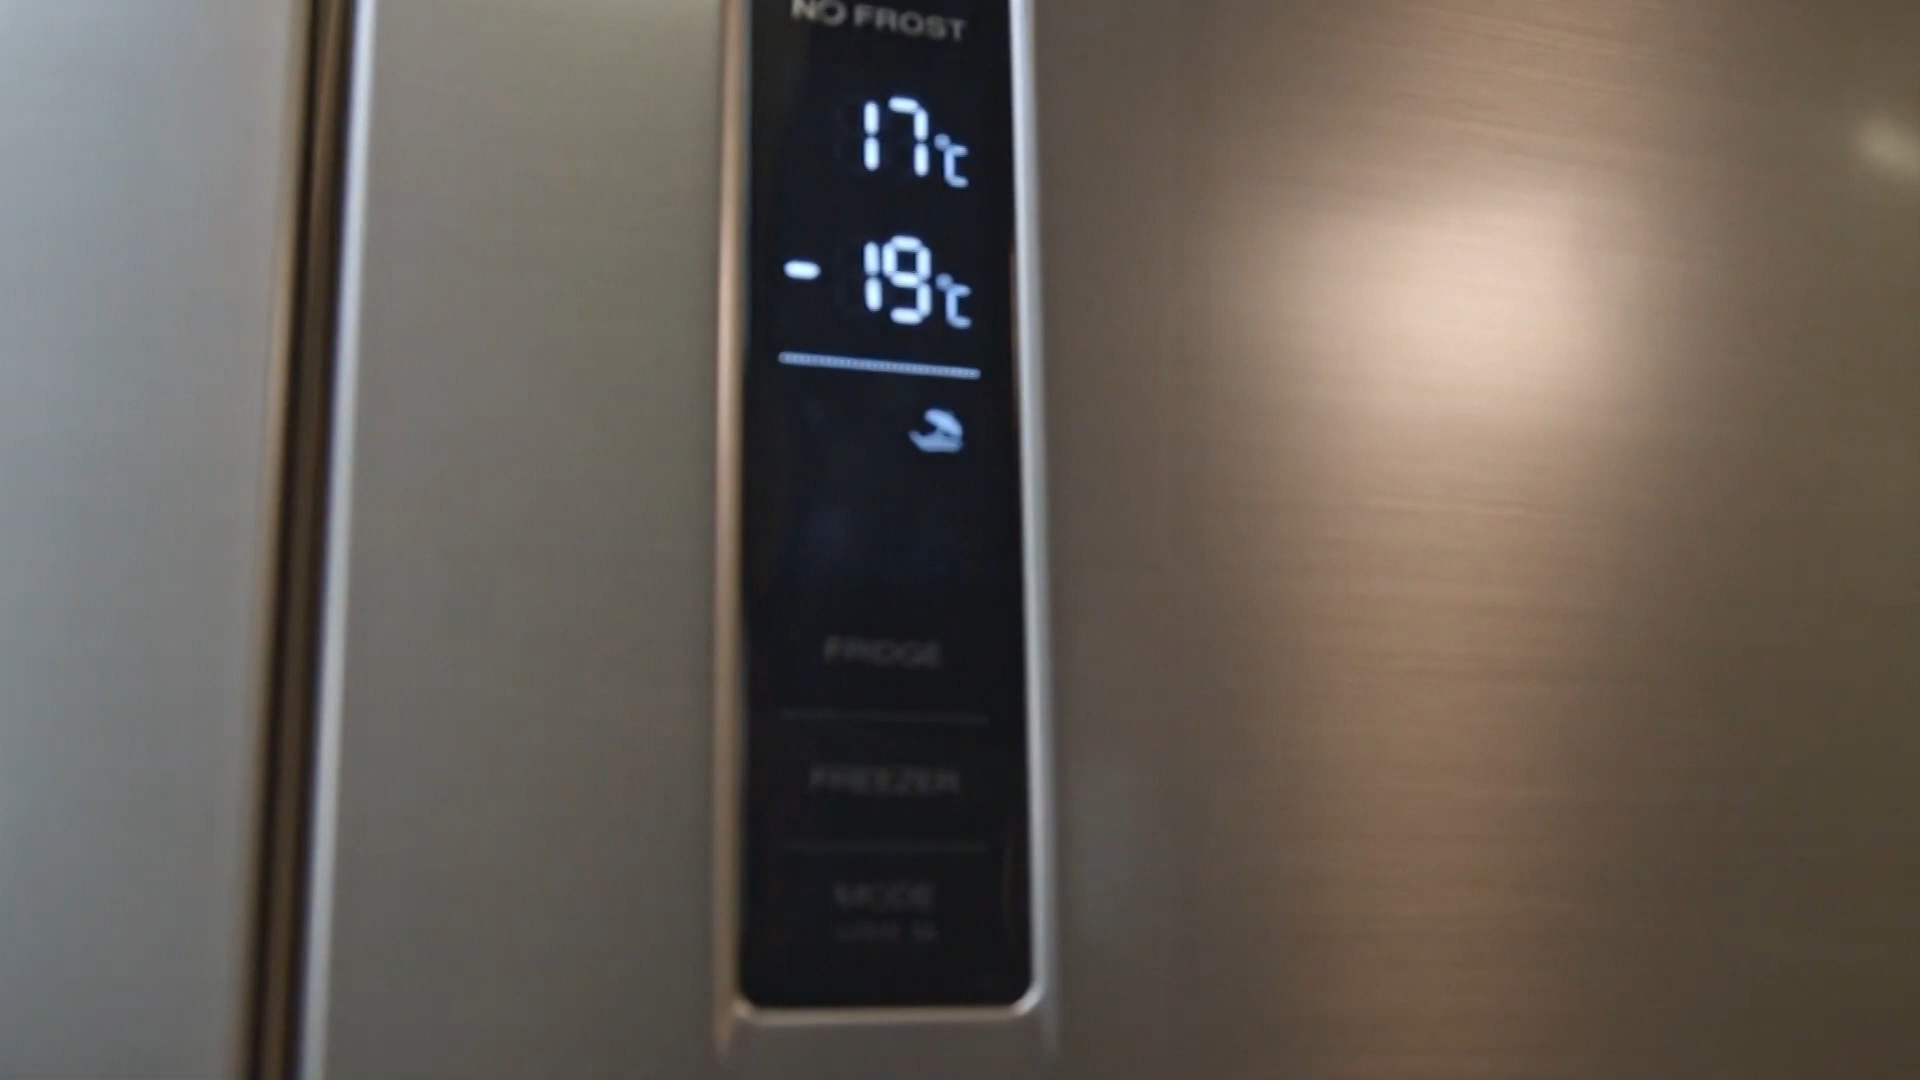 NO FROST
17°C
- 19°C
FRIDGE
FREEZER
MODE